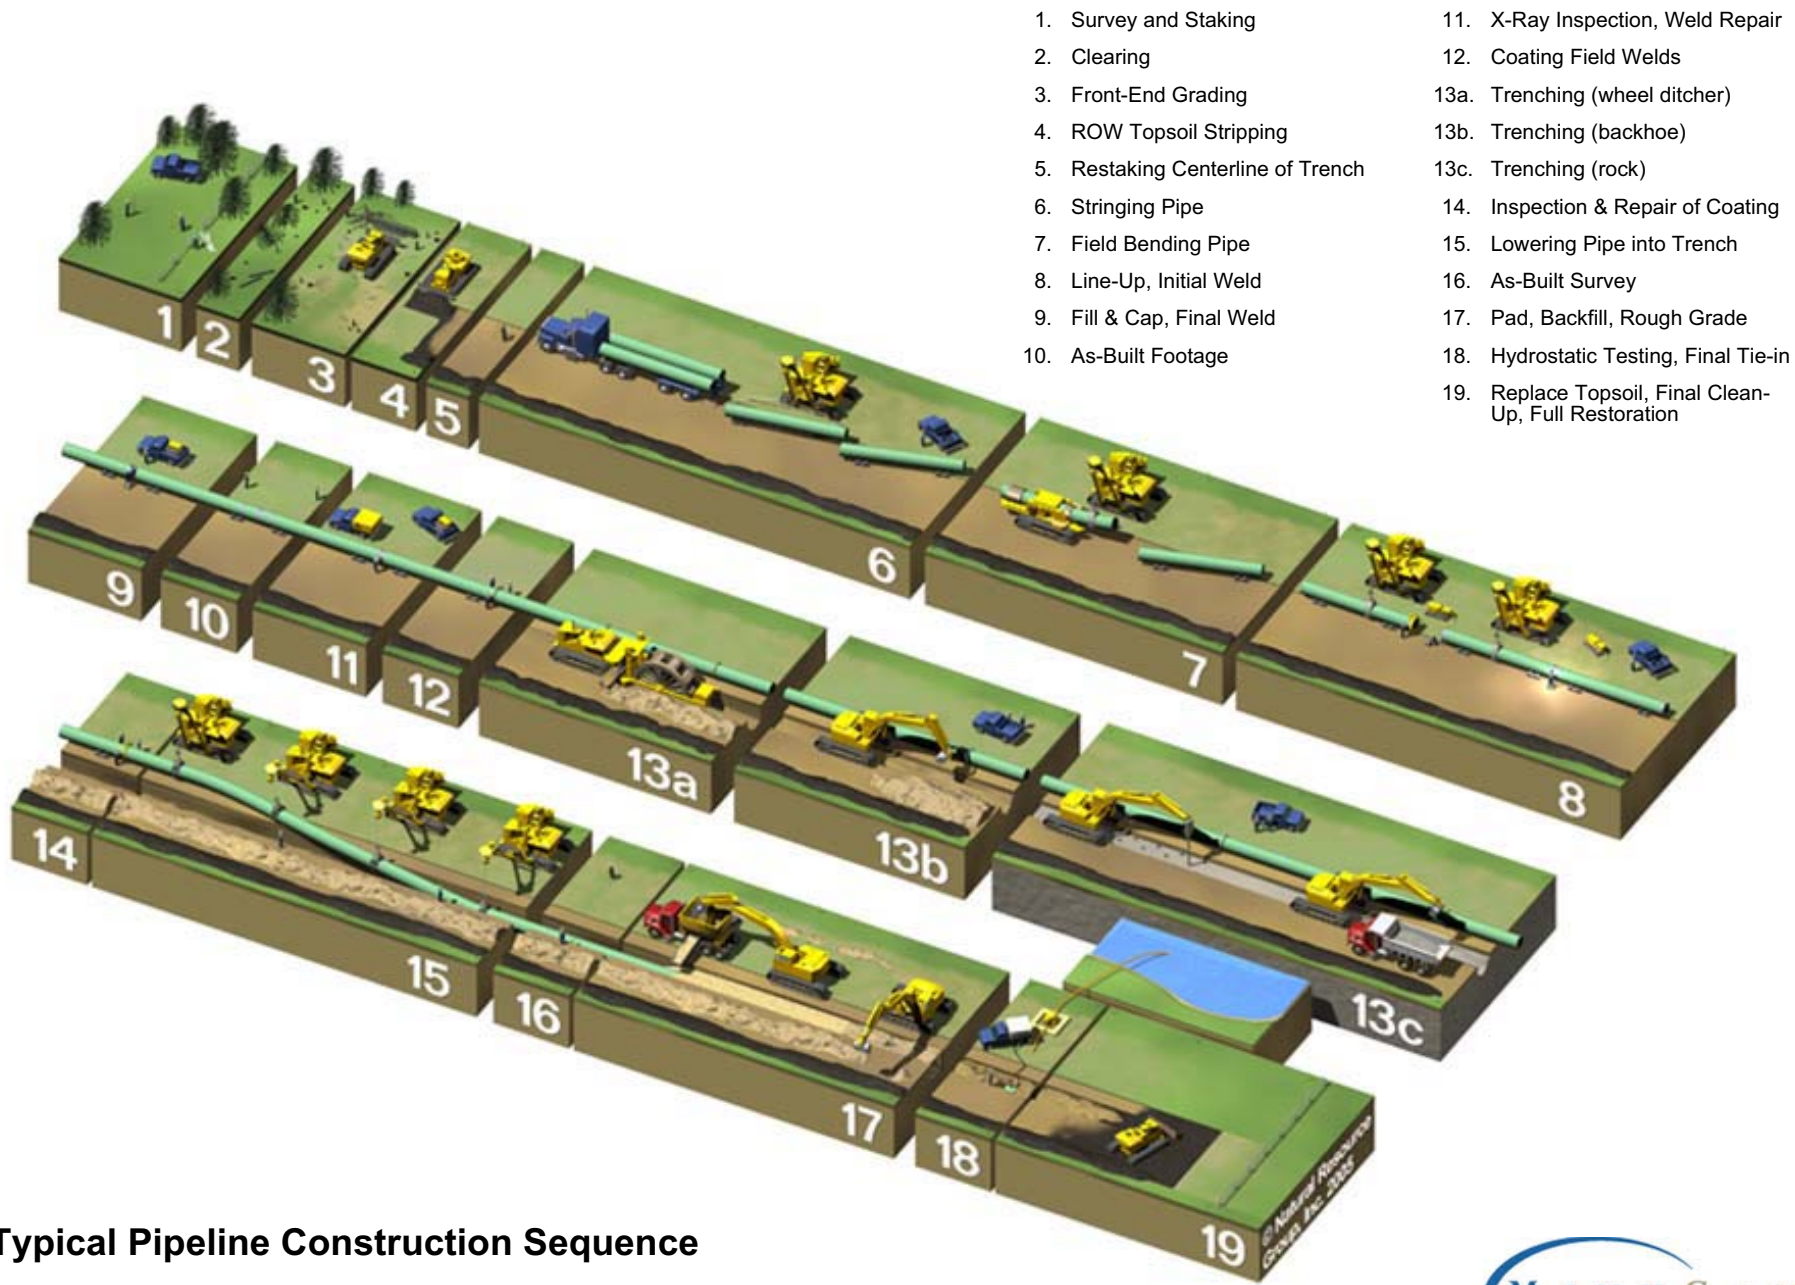 1. Survey and Staking
2. Clearing
3. Front-End Grading
4. ROW Topsoil Stripping
5. Restaking Centerline of Trench
6. Stringing Pipe
7. Field Bending Pipe
8. Line-Up, Initial Weld
9. Fill & Cap, Final Weld
10. As-Built Footage
11. X-Ray Inspection, Weld Repair
12. Coating Field Welds
13a. Trenching (wheel ditcher)
13b. Trenching (backhoe)
13c. Trenching (rock)
14. Inspection & Repair of Coating
15. Lowering Pipe into Trench
16. As-Built Survey
17. Pad, Backfill, Rough Grade
18. Hydrostatic Testing, Final Tie-in
19. Replace Topsoil, Final Clean-
Up, Full Restoration
1
2
3
4
5
6
7
8
9
10
11
12
13a
13b
13c
14
15
16
17
18
19
© Natural Resource
Group, Inc. 2005
Typical Pipeline Construction Sequence